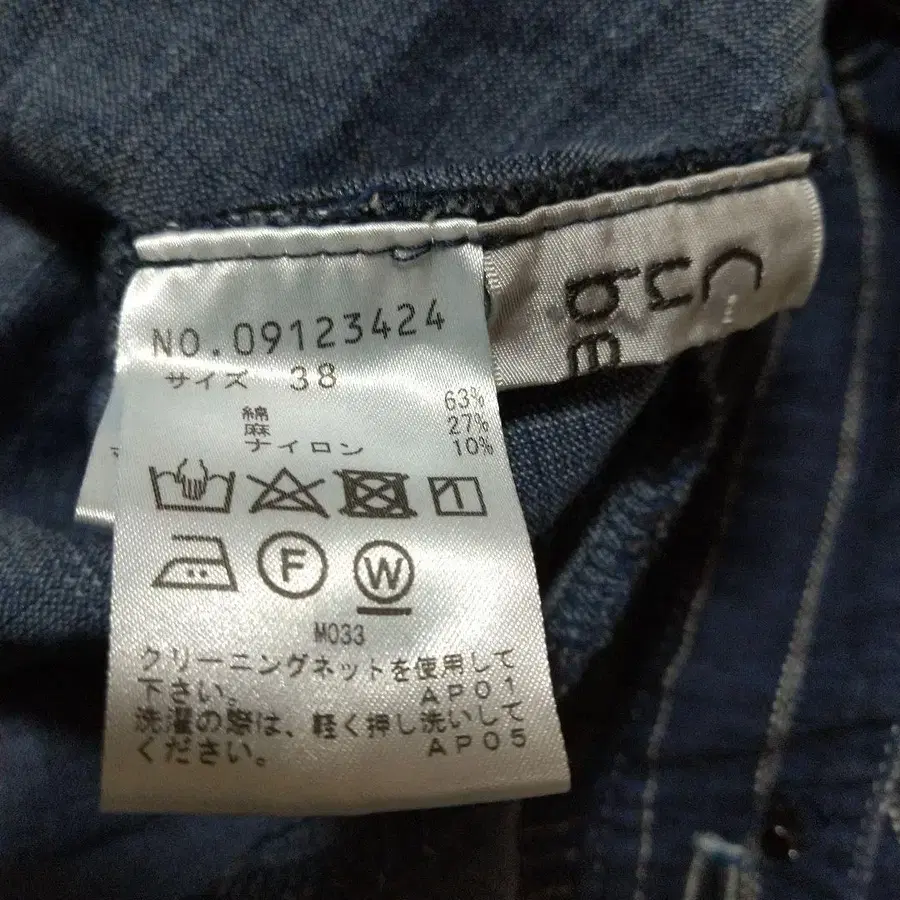 NO.09123424
サイズ 38
綿 63%
麻 27%
ナイロン 10%
F
W
M033
クリーニングネットを使用して
下さい。 AP01
洗濯の際は、軽く押し洗いして
ください。 AP05
Cu
be